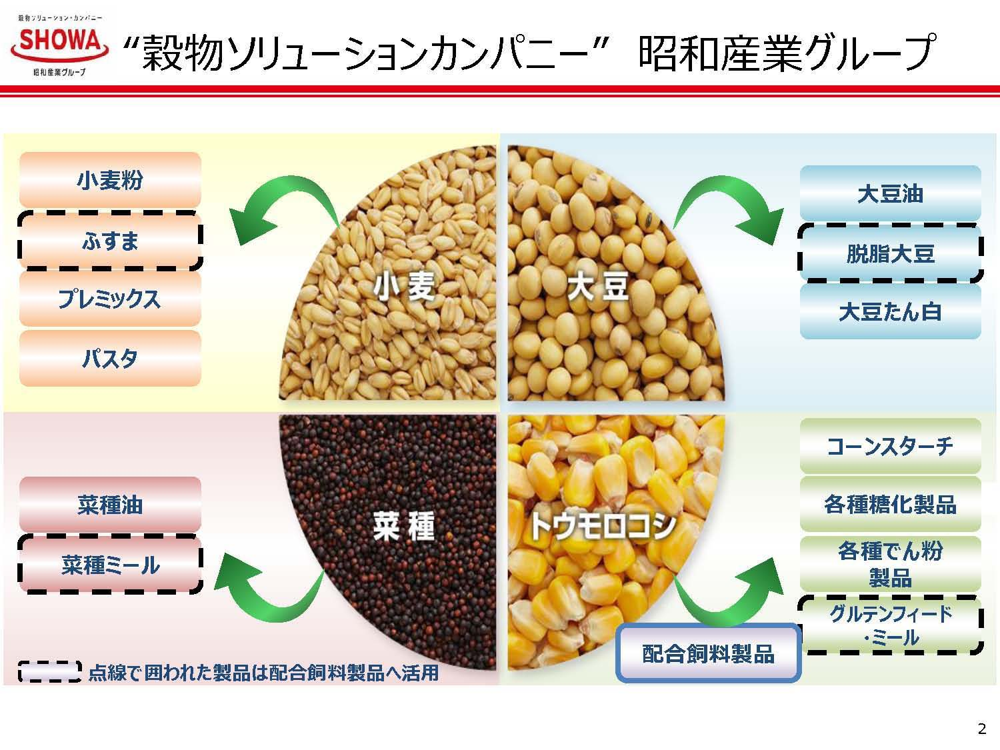 穀物ソリューション・カンパニー
SHOWA
昭和産業グループ
“穀物ソリューションカンパニー” 昭和産業グループ
小麦粉
ふすま
プレミックス
パスタ
小麦
大豆
大豆油
脱脂大豆
大豆たん白
菜種油
菜種ミール
菜種
トウモロコシ
コーンスターチ
各種糖化製品
各種でん粉
製品
グルテンフィード
・ミール
配合飼料製品
点線で囲われた製品は配合飼料製品へ活用
2